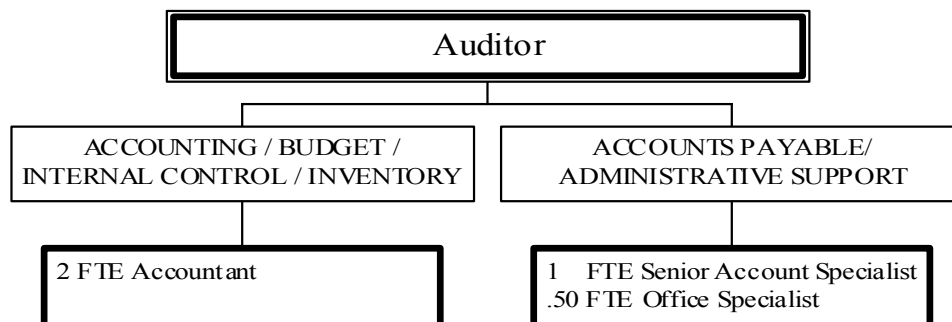 Auditor
ACCOUNTING / BUDGET /
INTERNAL CONTROL / INVENTORY
ACCOUNTS PAYABLE/
ADMINISTRATIVE SUPPORT
2 FTE Accountant
1 FTE Senior Account Specialist
.50 FTE Office Specialist